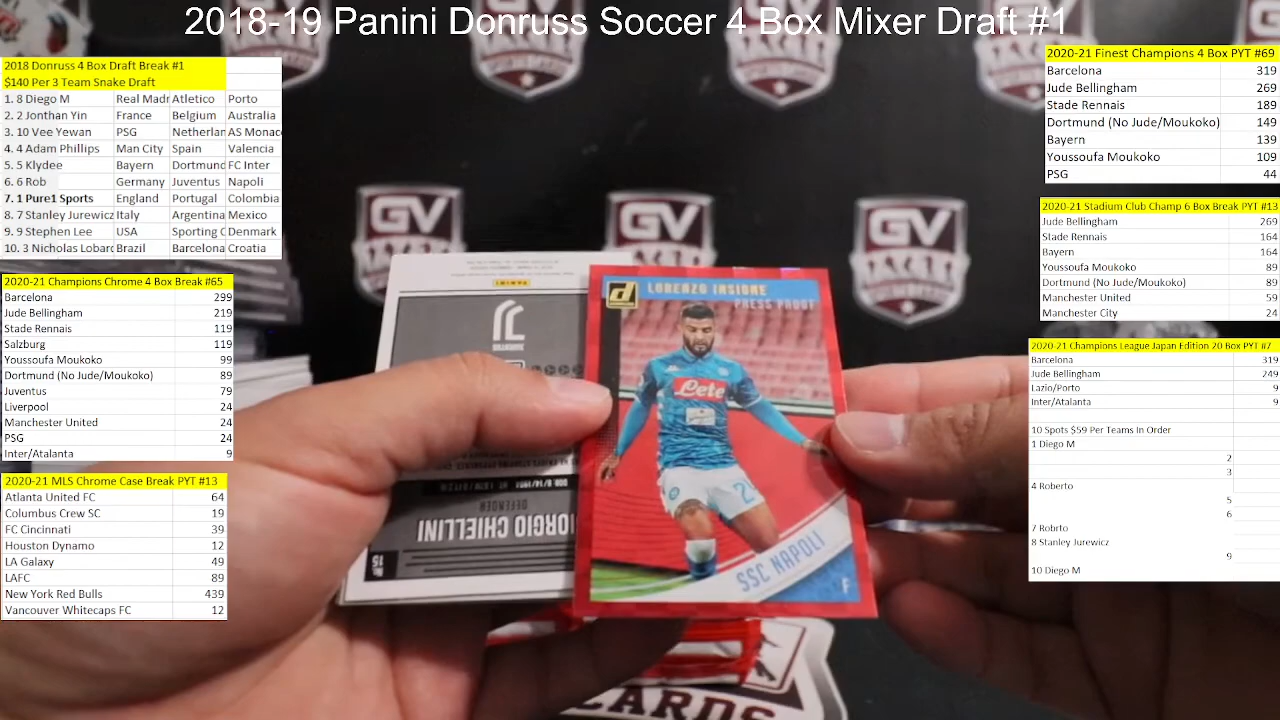 2018-19 Panini Donruss Soccer 4 Box Mixer Draft #1
2018 Donruss 4 Box Draft Break #1
$140 Per 3 Team Snake Draft
1. 8 Diego M Real Madr Atletico Porto
2. 2 Jonthan Yin France Belgium Australia
3. 10 Vee Yewan PSG Netherlan AS Monac
4. 4 Adam Phillips Man City Spain Valencia
5. 5 Klydee Bayern Dortmund FC Inter
6. 6 Rob Germany Juventus Napoli
7. 1 Pure1 Sports England Portugal Colombia
8. 7 Stanley Jurewicz Italy Argentina Mexico
9. 9 Stephen Lee USA Sporting C Denmark
10. 3 Nicholas Lobard Brazil Barcelona Croatia
2020-21 Champions Chrome 4 Box Break #65
Barcelona 299
Jude Bellingham 219
Stade Rennais 119
Salzburg 119
Youssoufa Moukoko 99
Dortmund (No Jude/Moukoko) 89
Juventus 79
Liverpool 24
Manchester United 24
PSG 24
Inter/Atalanta 9
2020-21 MLS Chrome Case Break PYT #13
Atlanta United FC 64
Columbus Crew SC 19
FC Cincinnati 39
Houston Dynamo 12
LA Galaxy 49
LAFC 89
New York Red Bulls 439
Vancouver Whitecaps FC 12
2020-21 Finest Champions 4 Box PYT #69
Barcelona 319
Jude Bellingham 269
Stade Rennais 189
Dortmund (No Jude/Moukoko) 149
Bayern 139
Youssoufa Moukoko 109
PSG 44
2020-21 Stadium Club Champ 6 Box Break PYT #13
Jude Bellingham 269
Stade Rennais 164
Bayern 164
Youssoufa Moukoko 89
Dortmund (No Jude/Moukoko) 89
Manchester United 59
Manchester City 24
2020-21 Champions League Japan Edition 20 Box PYT #7
Barcelona 319
Jude Bellingham 249
Lazio/Porto 9
Inter/Atalanta 9
10 Spots $59 Per Teams In Order
1 Diego M
2
3
4 Roberto
5
6
7 Robrto
8 Stanley Jurewicz
9
10 Diego M
GV
GV
GV
CARDS
LORENZO INSIGNE
PRESS PROOF
Lete
SSC NAPOLI
F
DEFENDER
IORGIO CHIELLINI
NO.
15